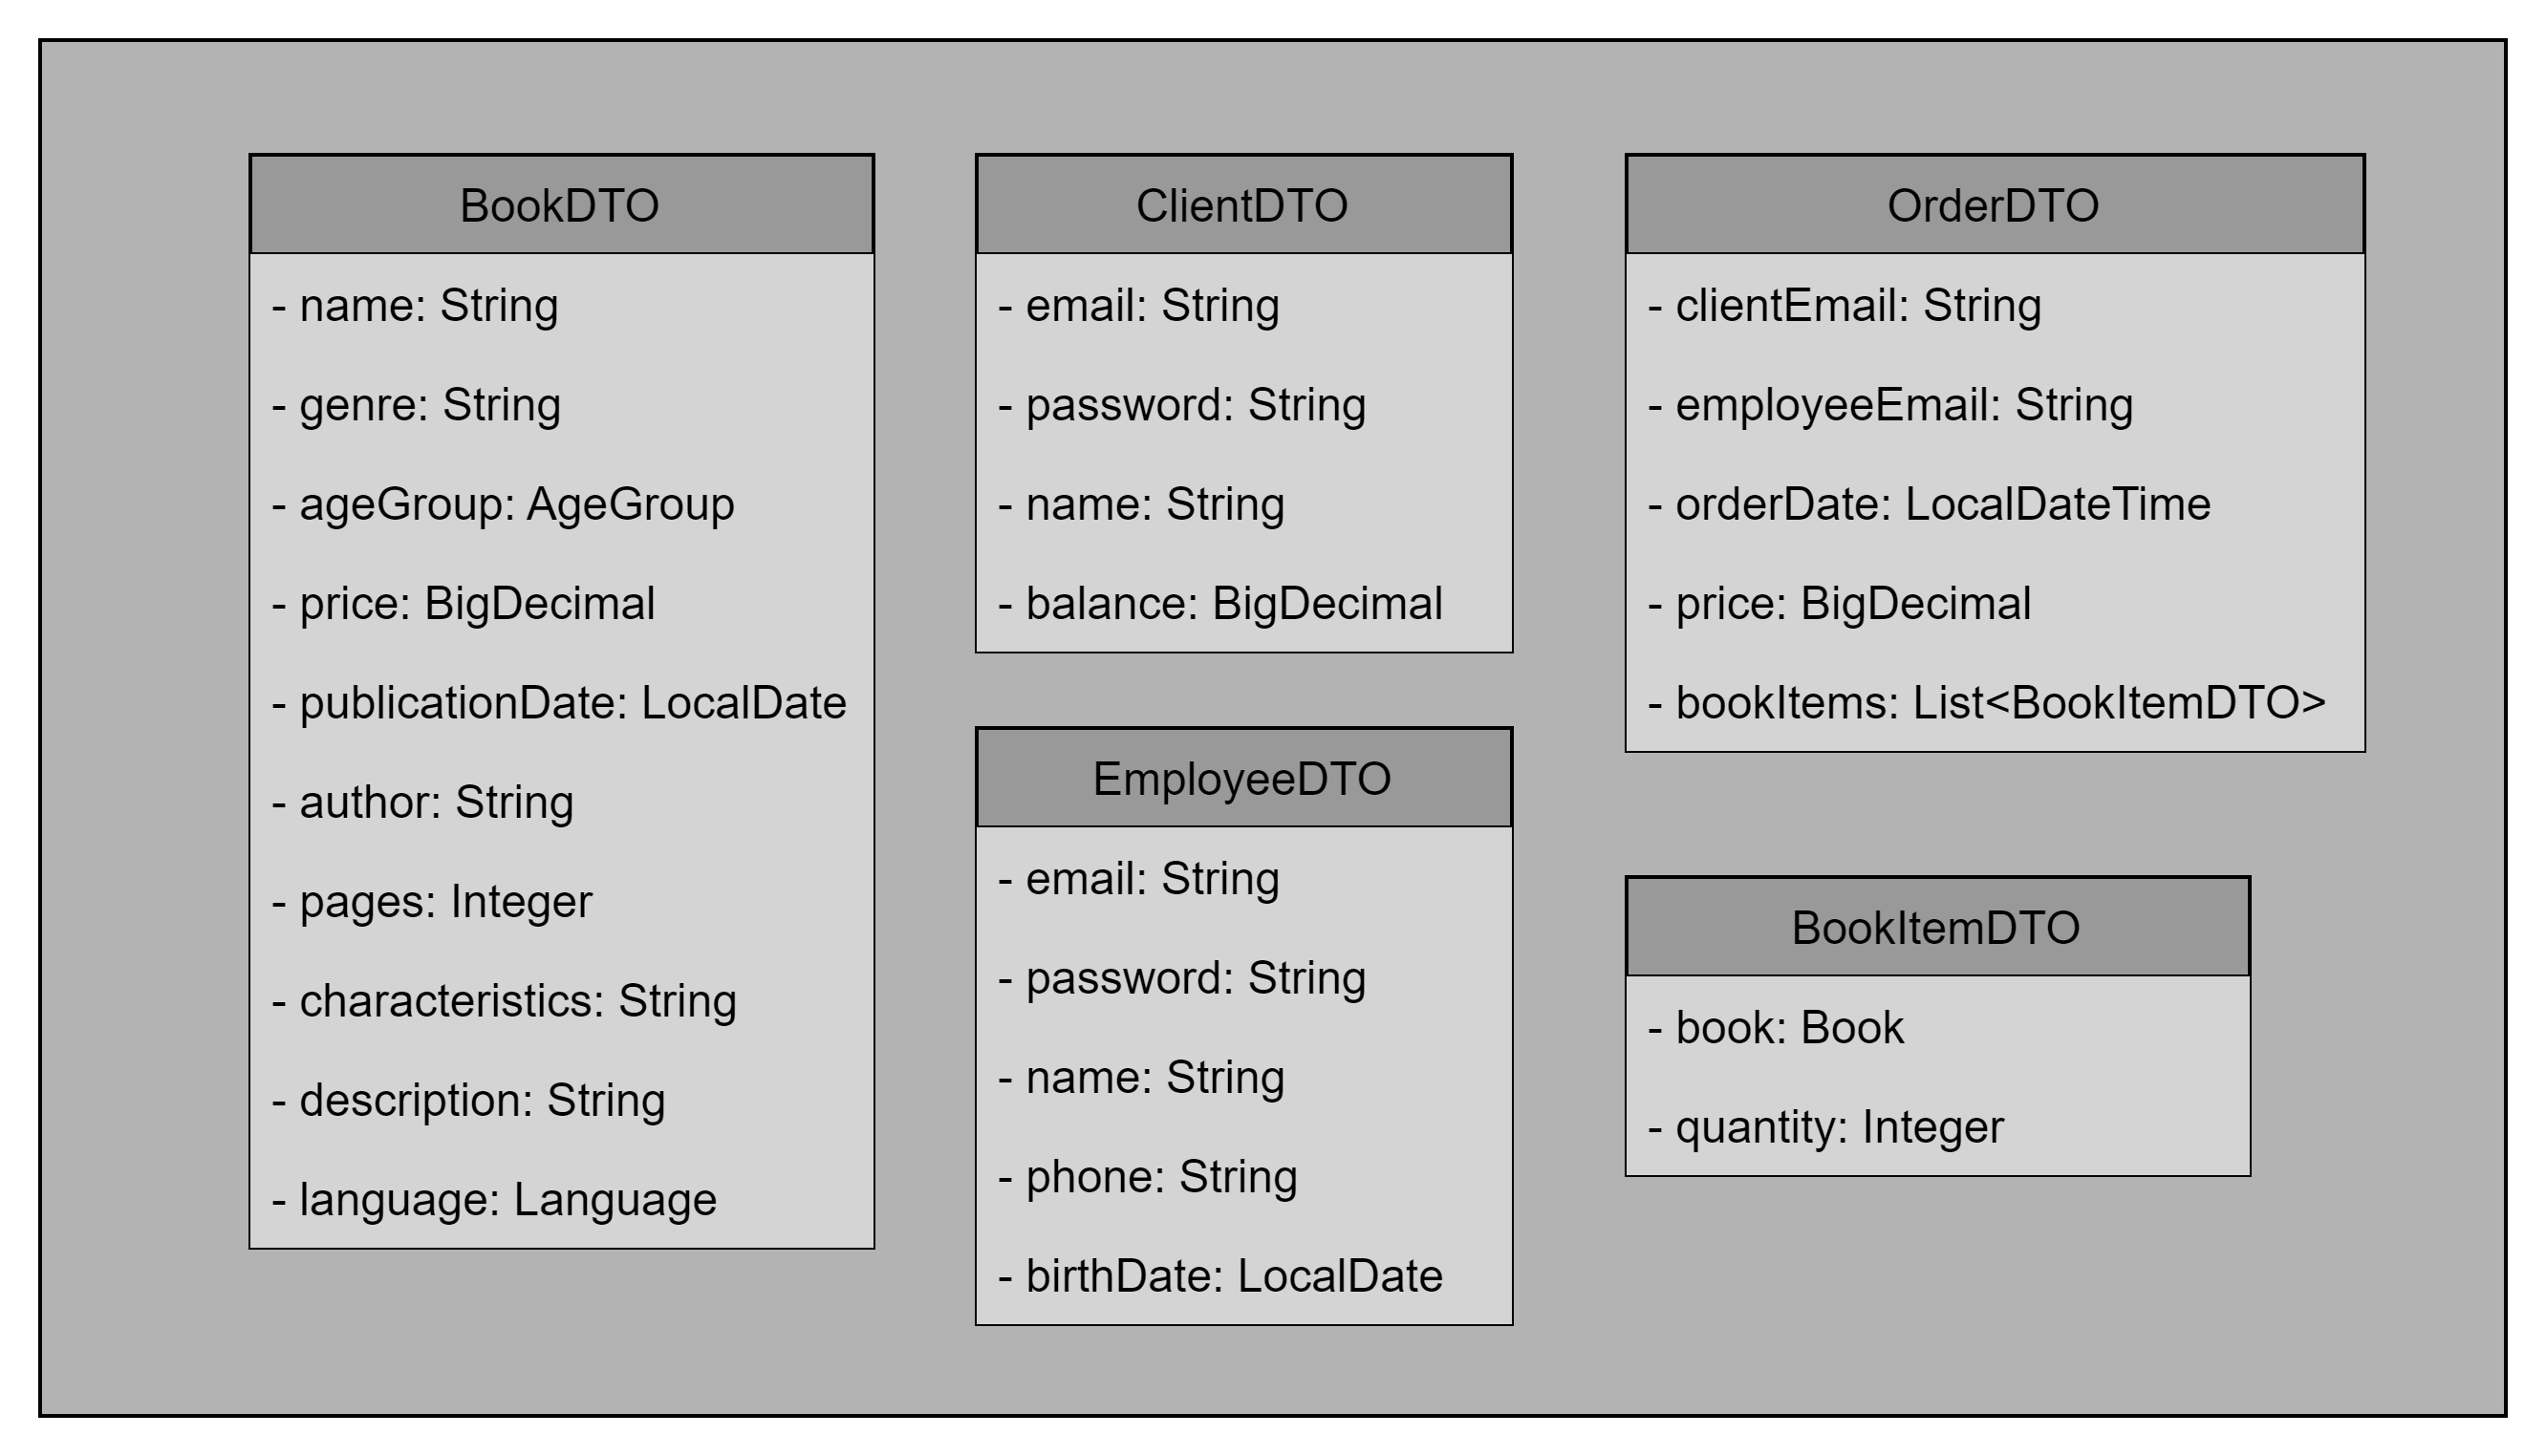 BookDTO
- name: String
- genre: String
- ageGroup: AgeGroup
- price: BigDecimal
- publicationDate: LocalDate
- author: String
- pages: Integer
- characteristics: String
- description: String
- language: Language
ClientDTO
- email: String
- password: String
- name: String
- balance: BigDecimal
EmployeeDTO
- email: String
- password: String
- name: String
- phone: String
- birthDate: LocalDate
OrderDTO
- clientEmail: String
- employeeEmail: String
- orderDate: LocalDateTime
- price: BigDecimal
- bookItems: List<BookItemDTO>
BookItemDTO
- book: Book
- quantity: Integer